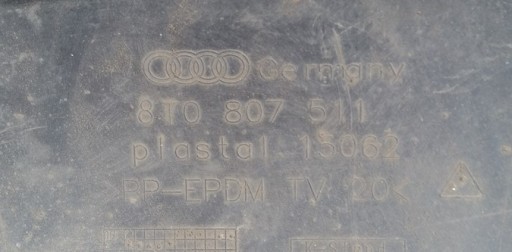 Germany
8T0 807 511
plastal 15062
PP-EPDM TV 20<